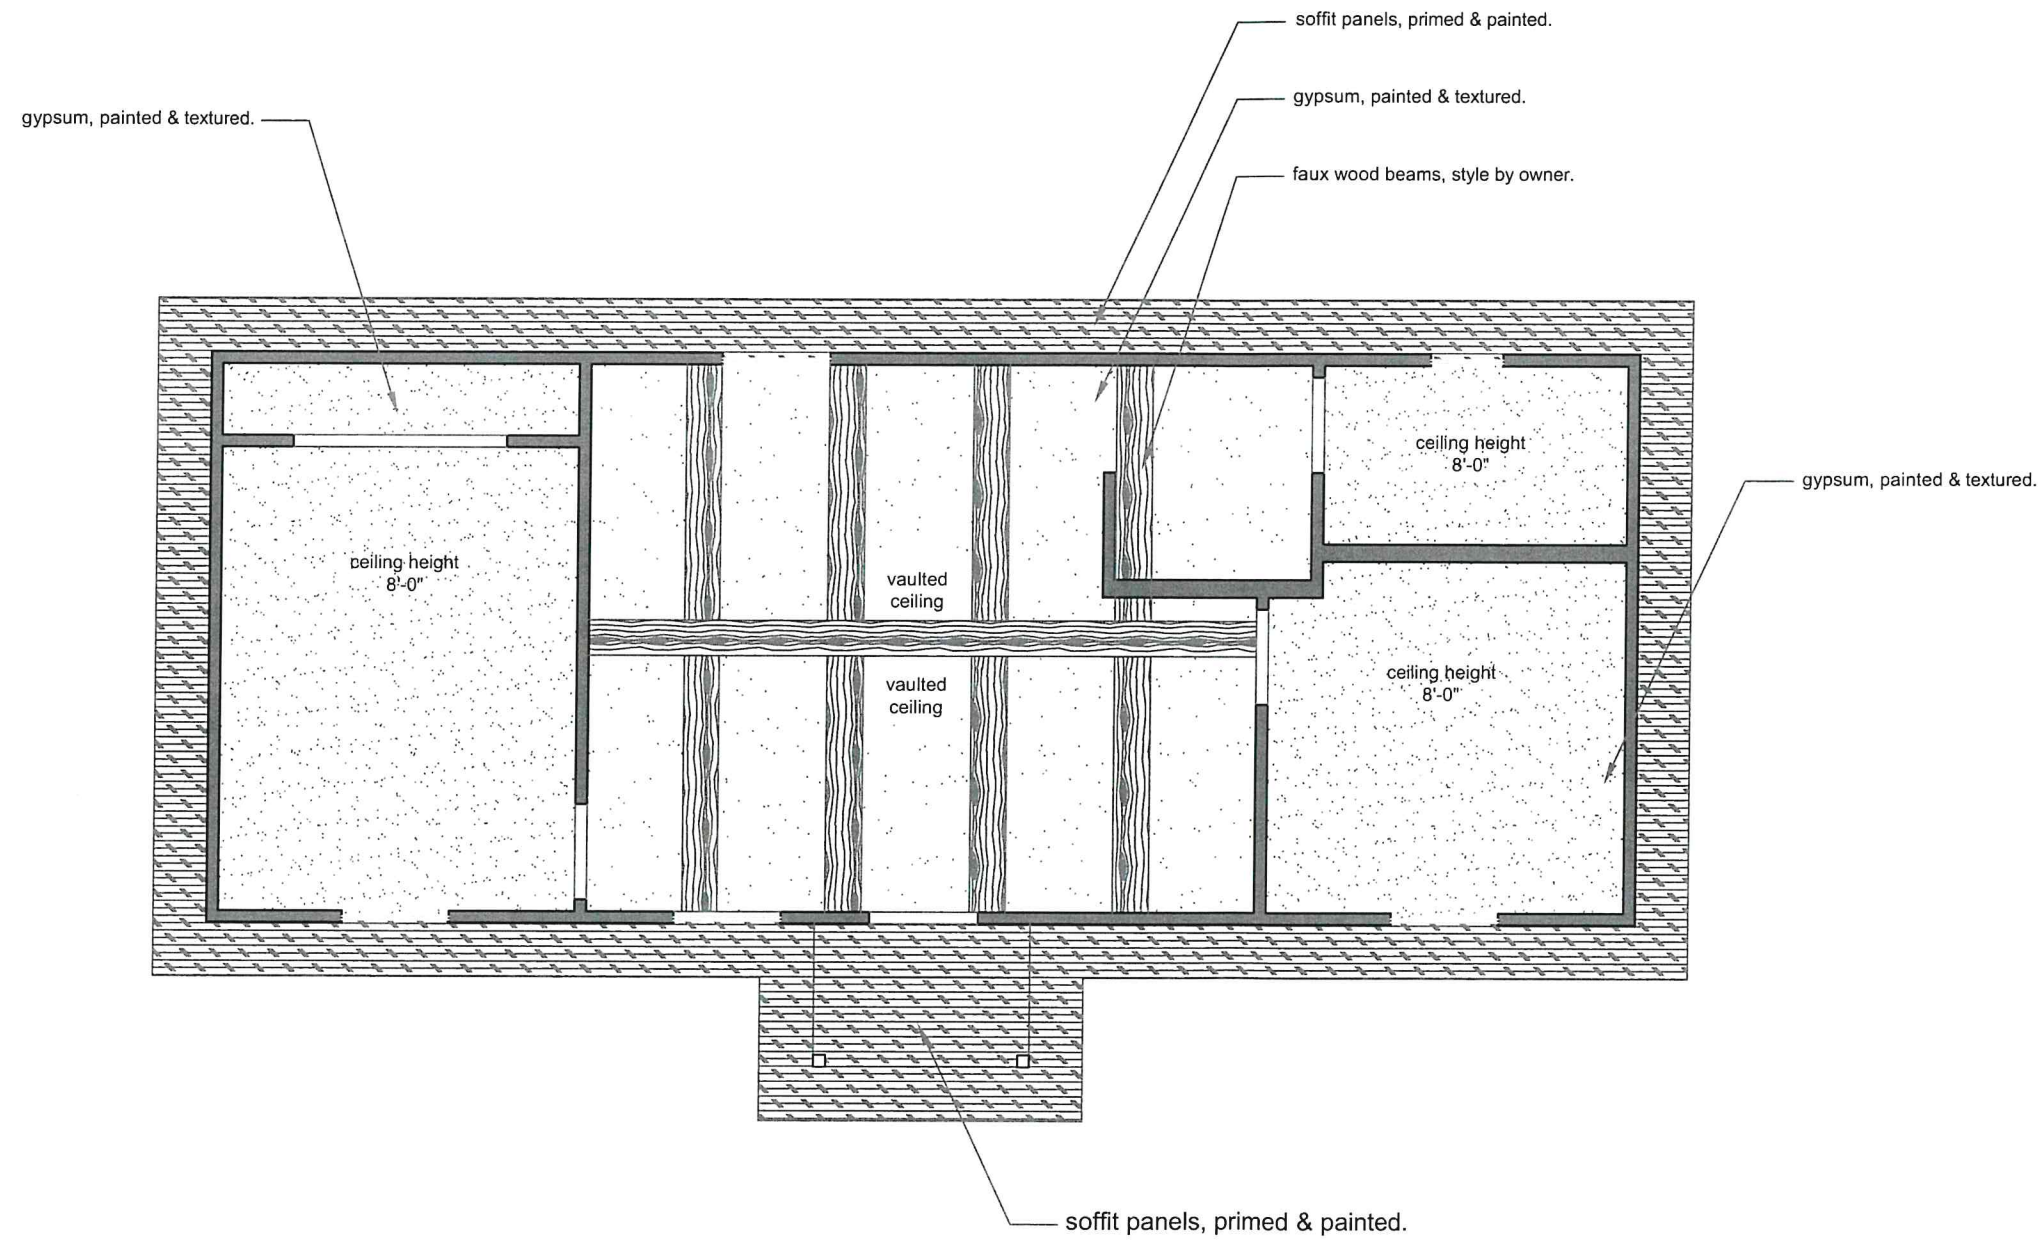 soffit panels, primed & painted.
gypsum, painted & textured.
gypsum, painted & textured.
faux wood beams, style by owner.
ceiling height
8'-0"
gypsum, painted & textured.
ceiling height
8'-0"
vaulted
ceiling
ceiling height
8'-0"
vaulted
ceiling
soffit panels, primed & painted.